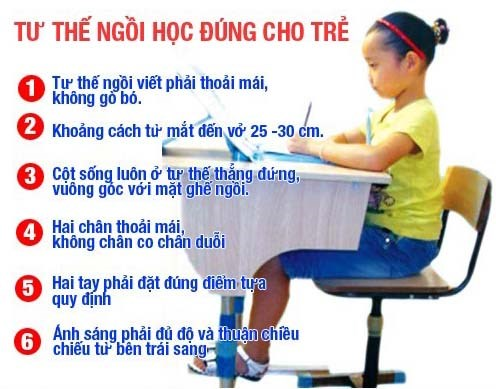 TƯ THẾ NGỒI HỌC ĐÚNG CHO TRẺ
1 Tư thế ngồi viết phải thoải mái,
không gò bó.
2 Khoảng cách từ mắt đến vở 25 -30 cm.
3 Cột sống luôn ở tư thế thẳng đứng,
vuông góc với mặt ghế ngồi.
4 Hai chân thoải mái,
không chân co chân duỗi
5 Hai tay phải đặt đúng điểm tựa
quy định
6 Ánh sáng phải đủ độ và thuận chiều
chiếu từ bên trái sang